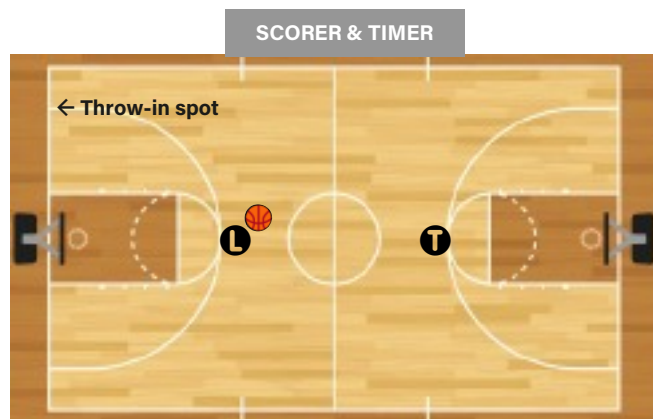 SCORER & TIMER
← Throw-in spot
L
T